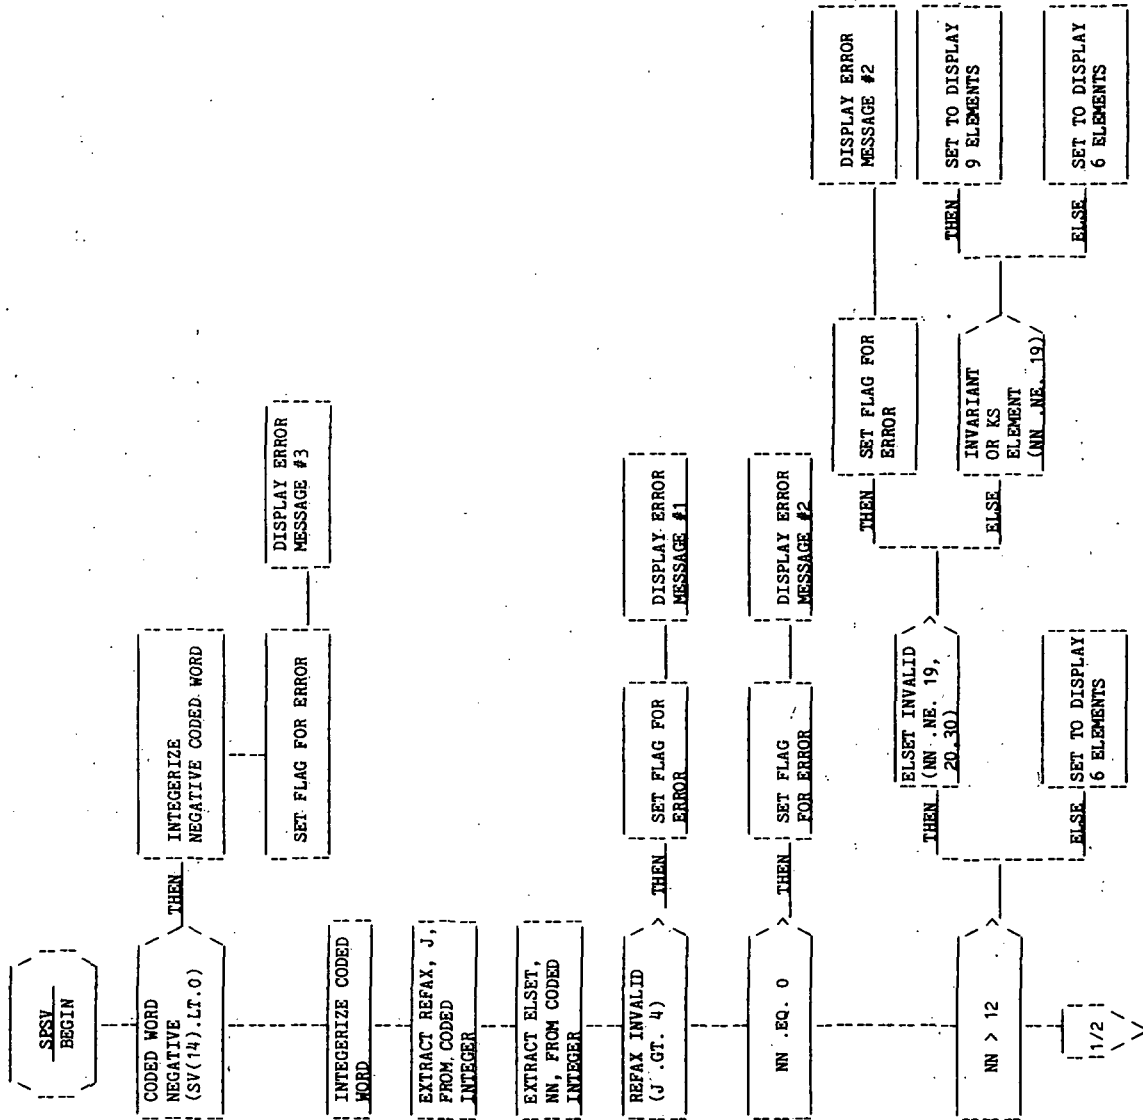 SPSV
BEGIN
CODED WORD
NEGATIVE
(SV(14).LT.0)
THEN
INTEGERIZE
NEGATIVE CODED WORD
SET FLAG FOR ERROR
DISPLAY ERROR
MESSAGE #3
INTEGERIZE CODED
WORD
EXTRACT REFAX, J,
FROM CODED
INTEGER
EXTRACT ELSET,
NN, FROM CODED
INTEGER
REFAX INVALID
(J .GT. 4)
THEN
SET FLAG FOR
ERROR
DISPLAY ERROR
MESSAGE #1
NN .EQ. 0
THEN
SET FLAG
FOR ERROR
DISPLAY ERROR
MESSAGE #2
NN > 12
THEN
ELSET INVALID
(NN .NE. 19,
20,30)
THEN
SET FLAG FOR
ERROR
DISPLAY ERROR
MESSAGE #2
ELSE
INVARIANT
OR KS
ELEMENT
(NN .NE. 19)
THEN
SET TO DISPLAY
9 ELEMENTS
ELSE
SET TO DISPLAY
6 ELEMENTS
ELSE
SET TO DISPLAY
6 ELEMENTS
1/2